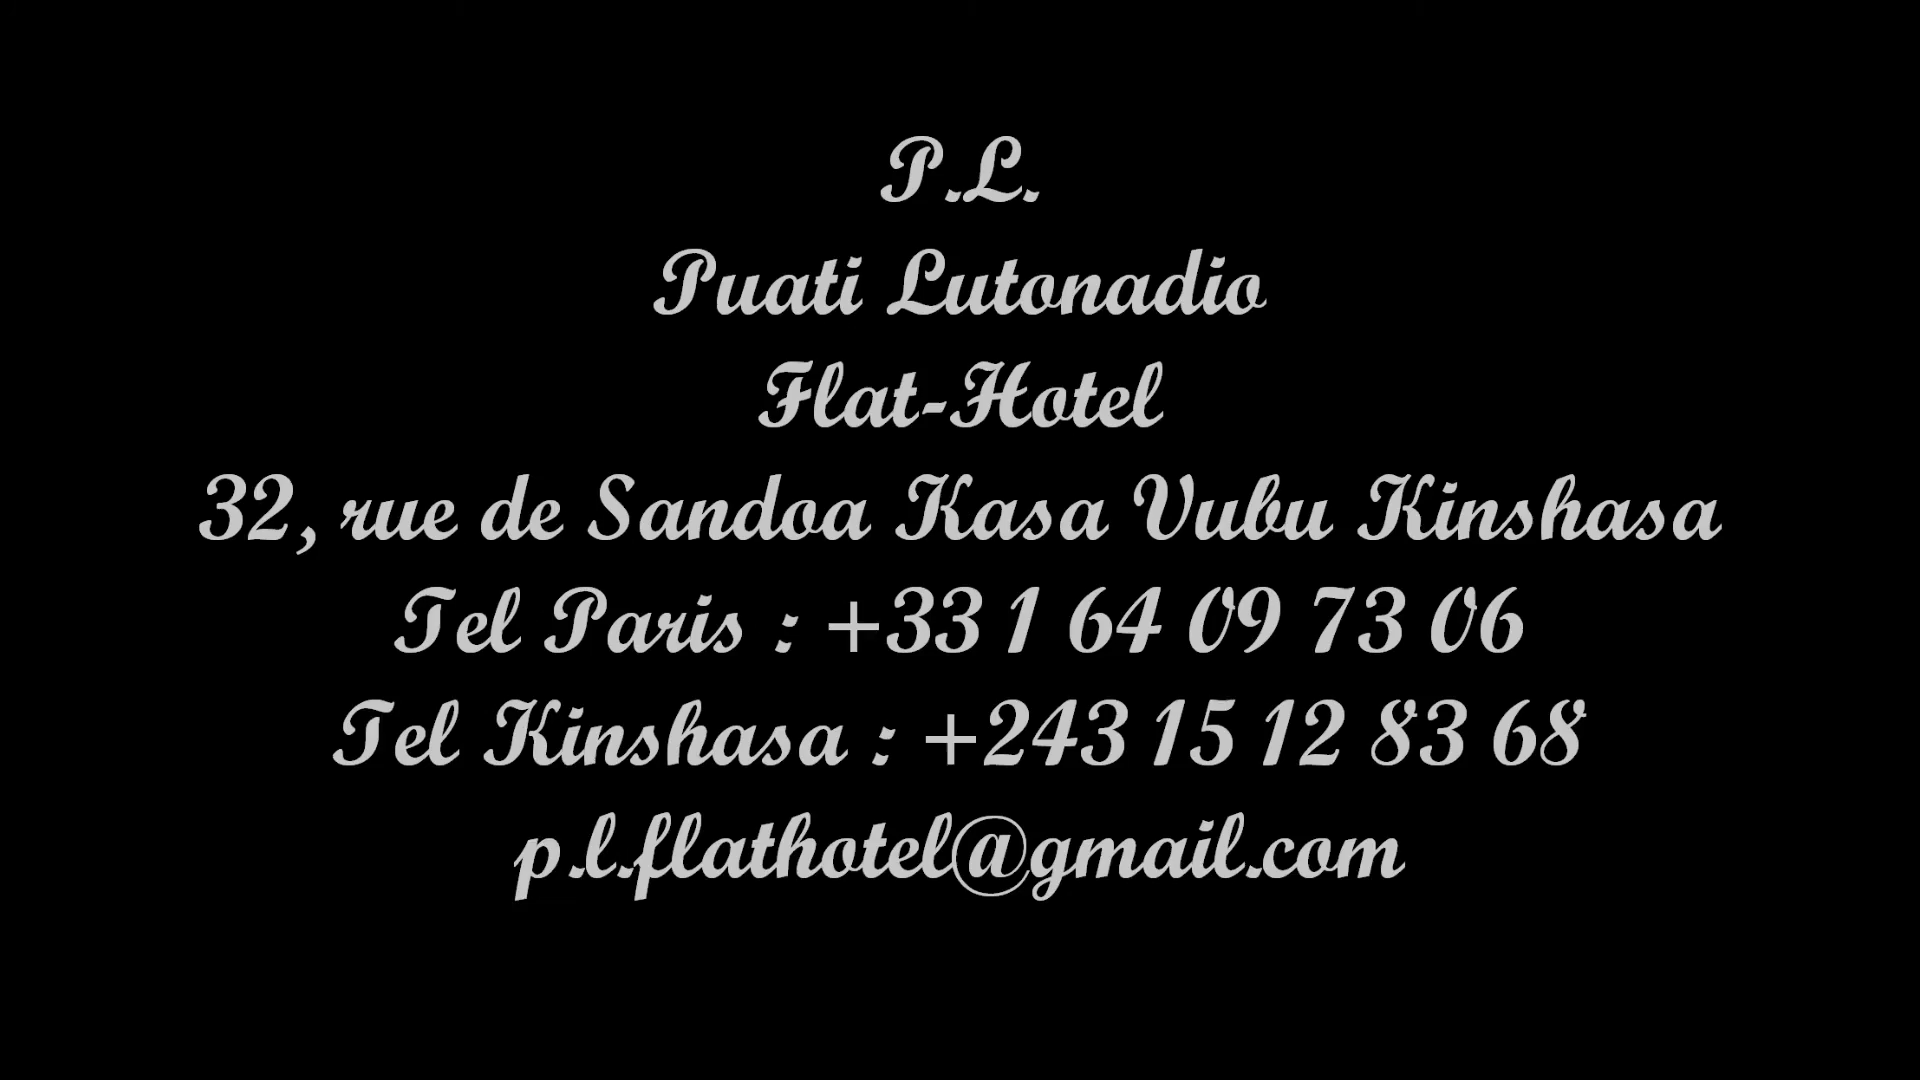 P.L.
Puati Lutonadio
Flat-Hotel
32, rue de Sandoa Kasa Vubu Kinshasa
Tel Paris : +33 1 64 09 73 06
Tel Kinshasa : +243 15 12 83 68
p.l.flathotel@gmail.com